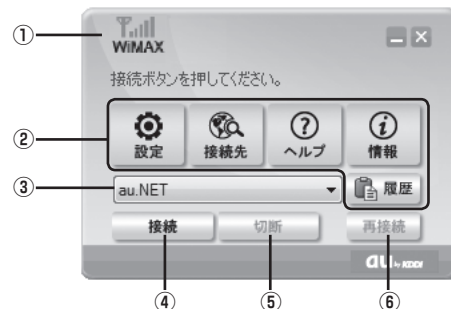 ①
WiMAX
接続ボタンを押してください。
②
設定 接続先 ヘルプ 情報
③
au.NET 履歴
接続 切断 再接続
au by KDDI
④ ⑤ ⑥